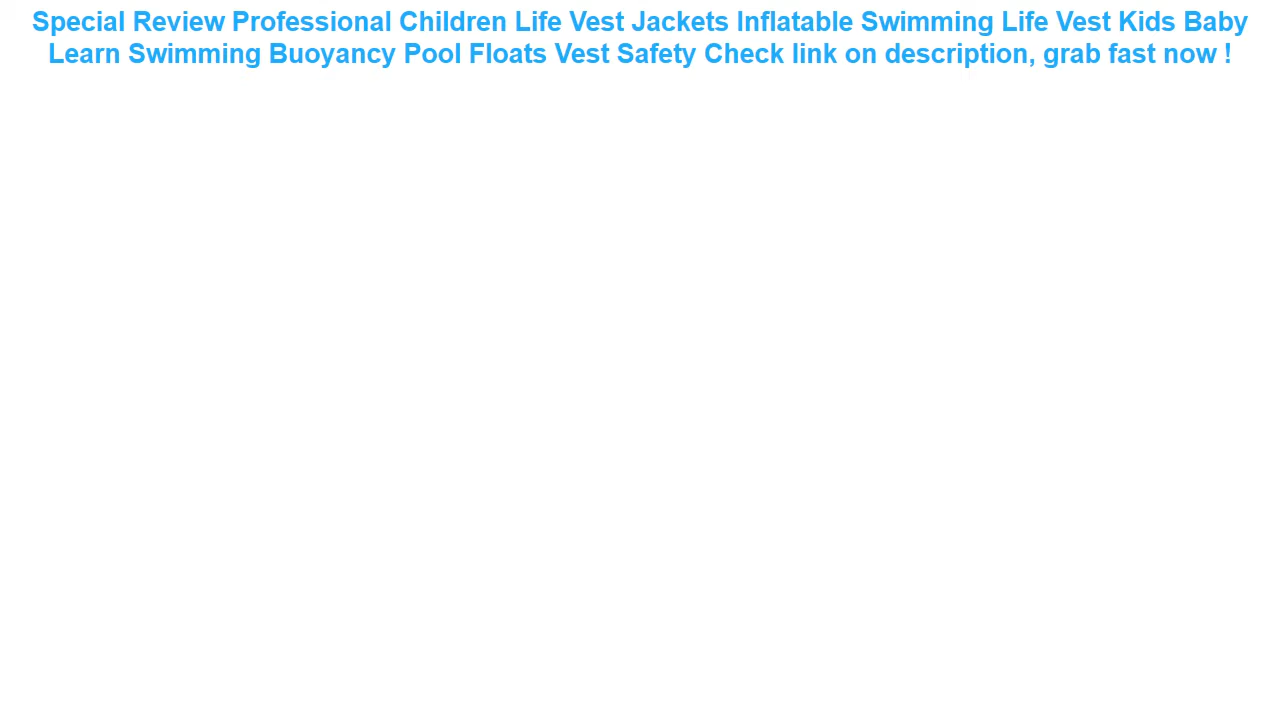 Special Review Professional Children Life Vest Jackets Inflatable Swimming Life Vest Kids Baby
Learn Swimming Buoyancy Pool Floats Vest Safety Check link on description, grab fast now !